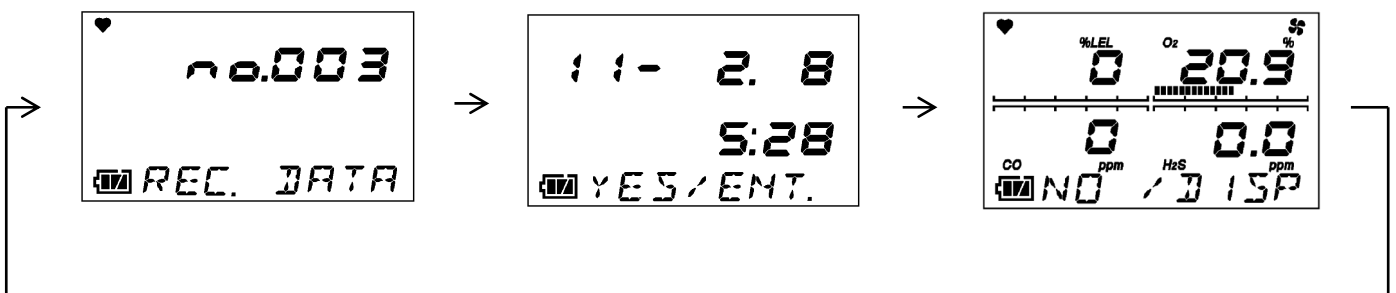 no.003
REC. DATA
11- 2. 8
5:28
YES/ENT.
%LEL O2 %
0 20.9
0 0.0
CO ppm H2S ppm
NO /DISP